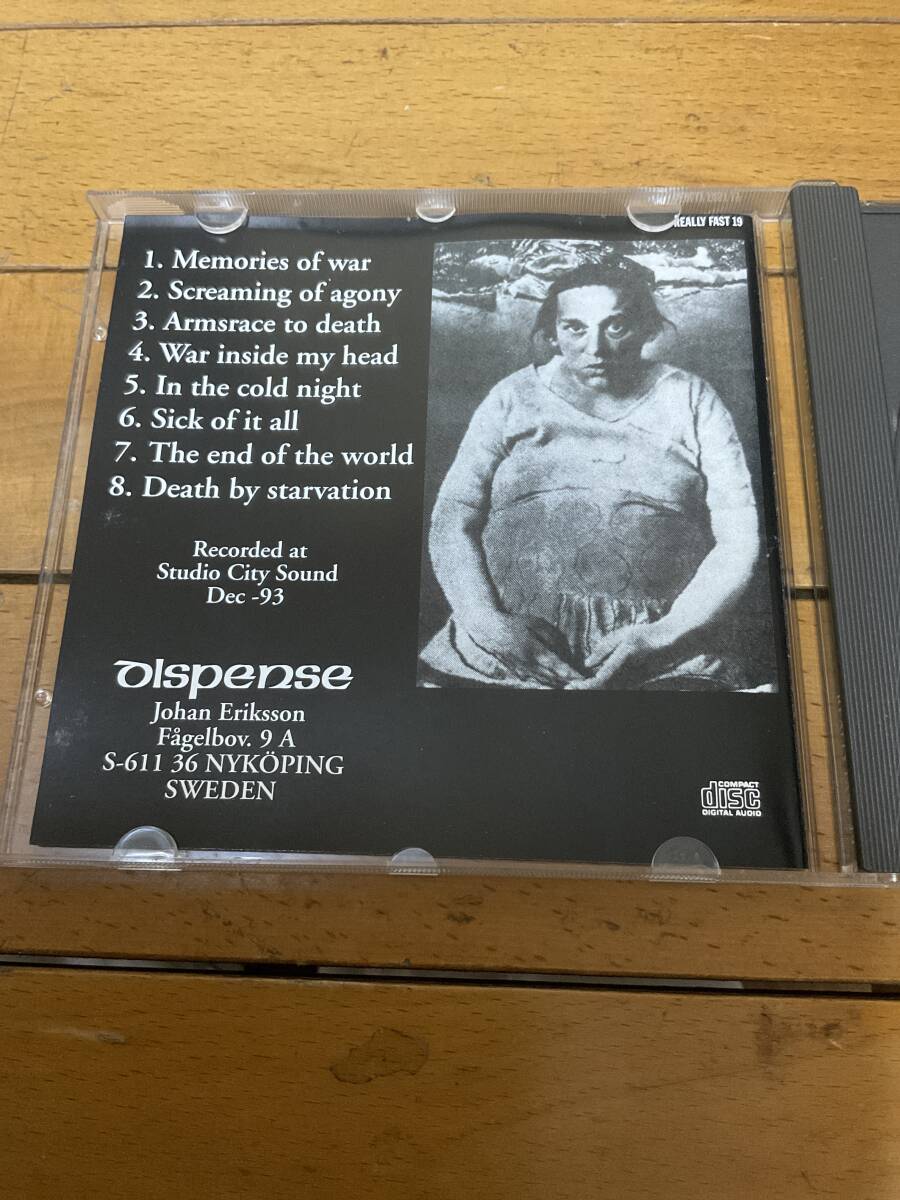 REALLY FAST 19
1. Memories of war
2. Screaming of agony
3. Armsrace to death
4. War inside my head
5. In the cold night
6. Sick of it all
7. The end of the world
8. Death by starvation
Recorded at
Studio City Sound
Dec -93
Dispense
Johan Eriksson
Fågelbov. 9 A
S-611 36 NYKÖPING
SWEDEN
COMPACT
disc
DIGITAL AUDIO